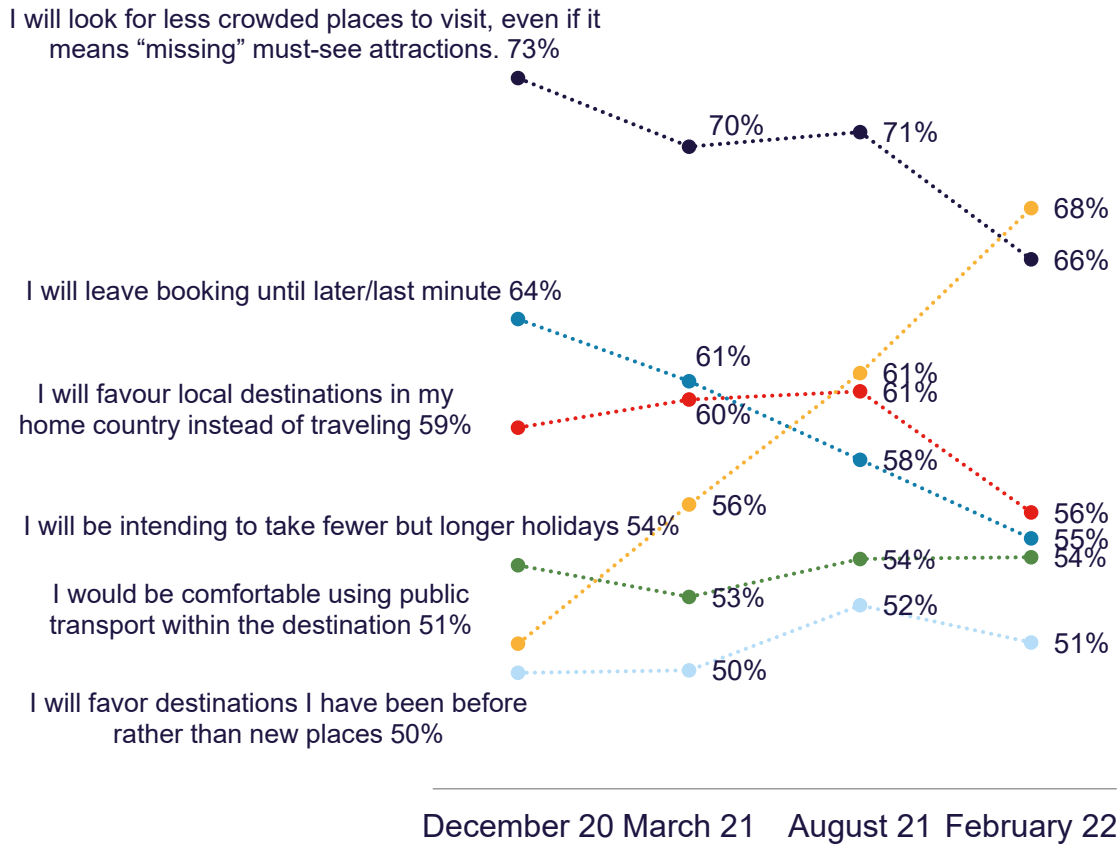 I will look for less crowded places to visit, even if it
means “missing” must-see attractions. 73%
70%
71%
68%
66%
I will leave booking until later/last minute 64%
61%
61%
61%
I will favour local destinations in my
home country instead of traveling 59%
60%
58%
56%
56%
I will be intending to take fewer but longer holidays 54%
55%
54%
54%
53%
I would be comfortable using public
transport within the destination 51%
52%
51%
50%
I will favor destinations I have been before
rather than new places 50%
December 20 March 21 August 21 February 22